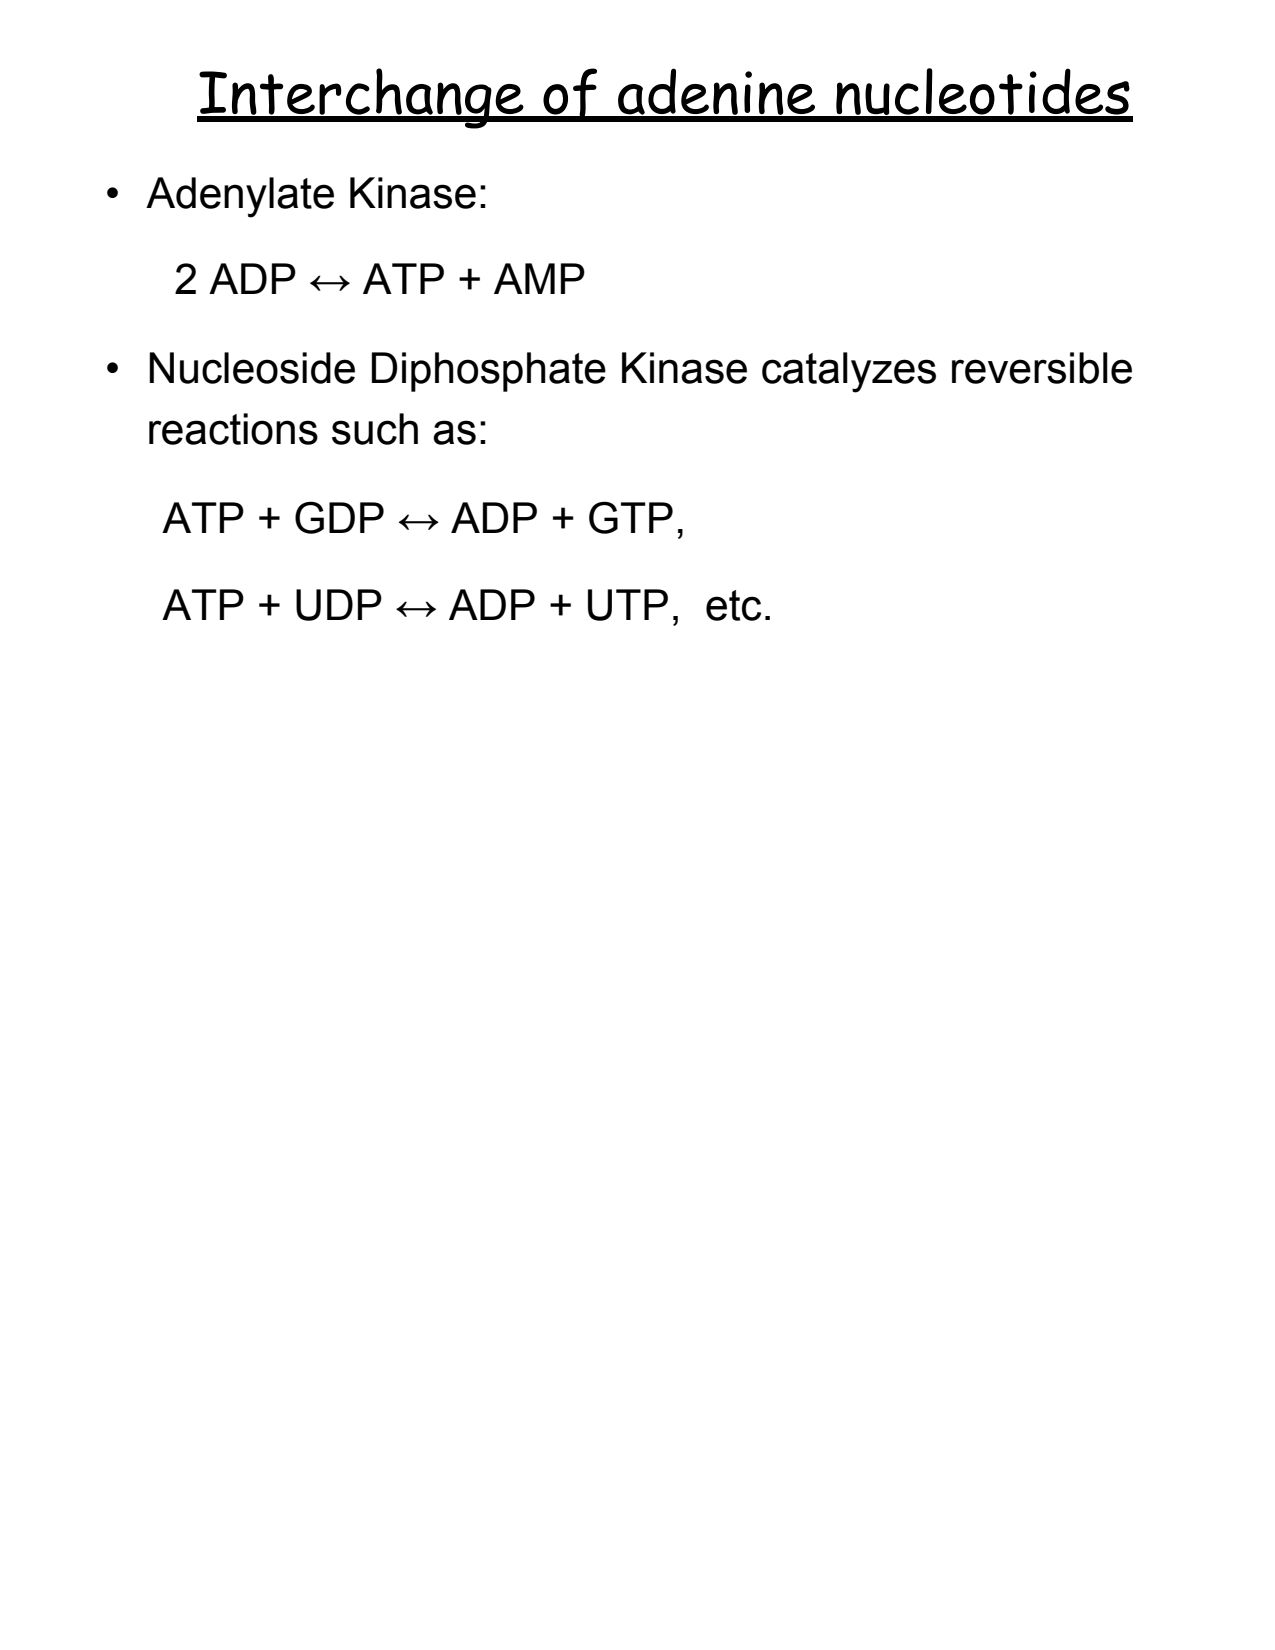 Interchange of adenine nucleotides
• Adenylate Kinase:
2 ADP ↔ ATP + AMP
• Nucleoside Diphosphate Kinase catalyzes reversible
reactions such as:
ATP + GDP ↔ ADP + GTP,
ATP + UDP ↔ ADP + UTP,  etc.